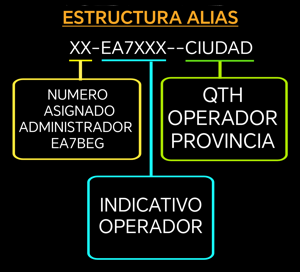 ESTRUCTURA ALIAS
XX-EA7XXX--CIUDAD
NUMERO
ASIGNADO
ADMINISTRADOR
EA7BEG
QTH
OPERADOR
PROVINCIA
INDICATIVO
OPERADOR